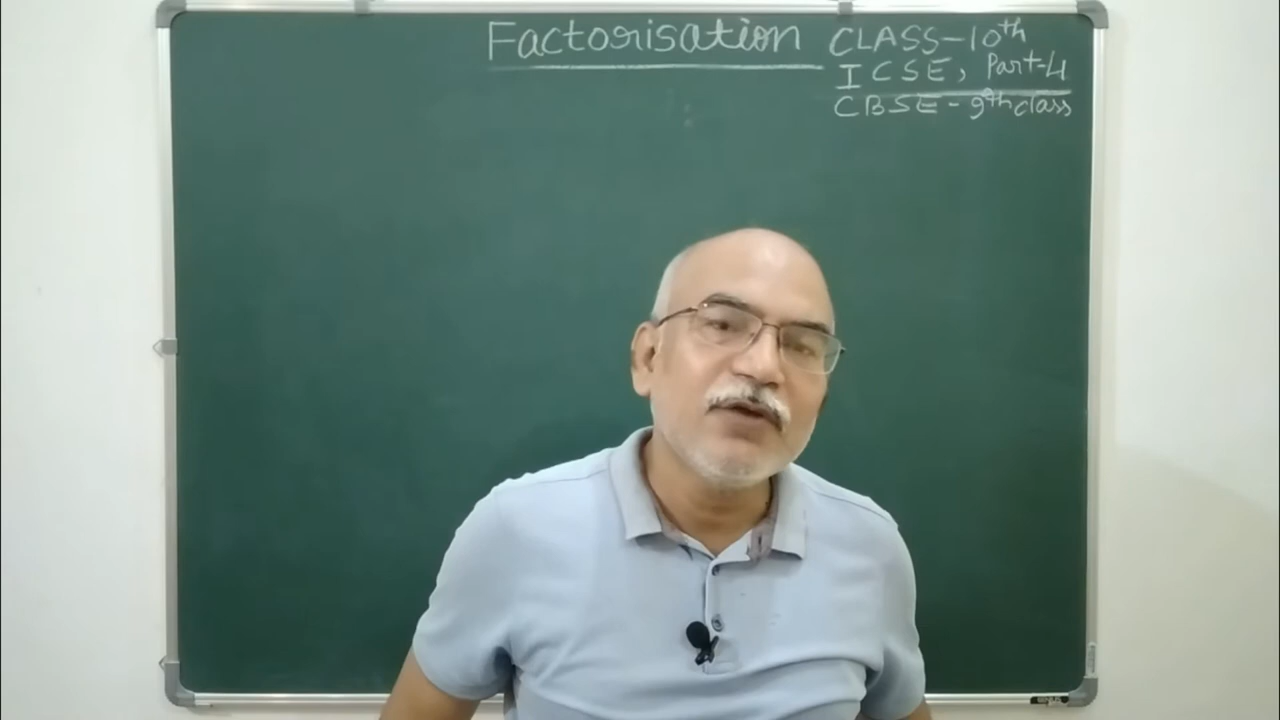 Factorisation
CLASS-10th
ICSE, Part-4
CBSE-9th class